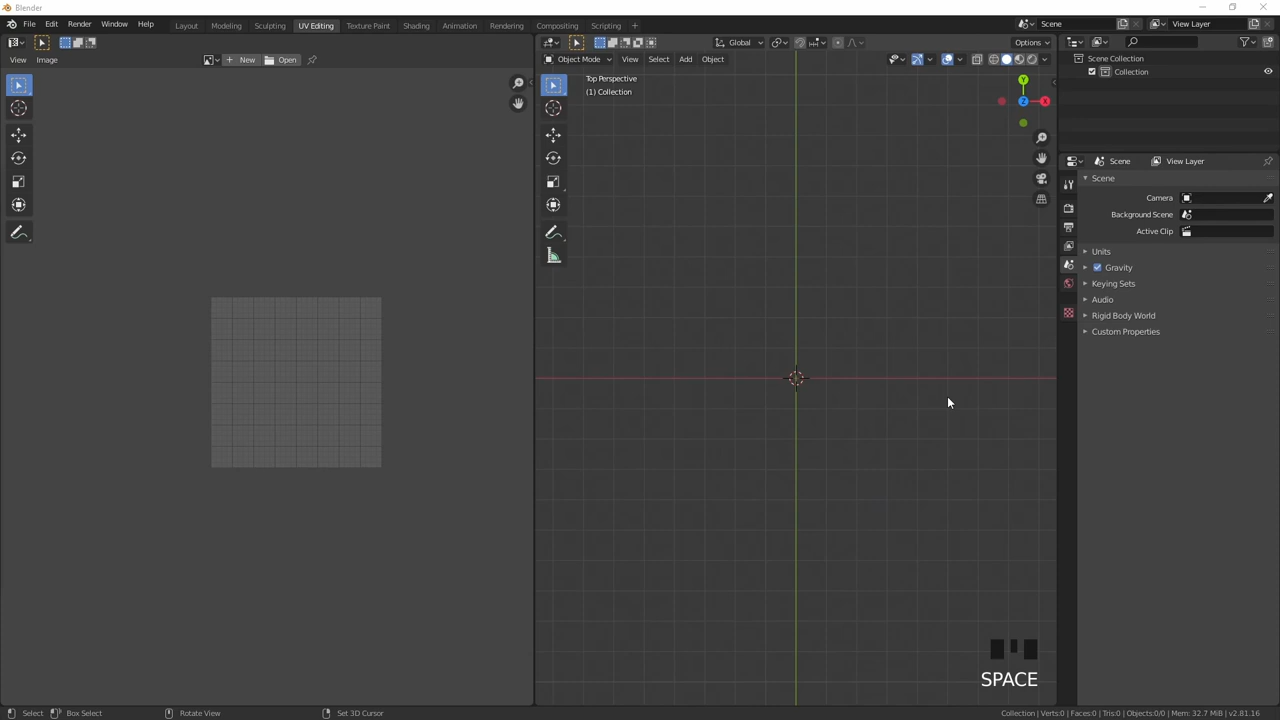 Blender
File Edit Render Window Help Layout Modeling Sculpting UV Editing Texture Paint Shading Animation Rendering Compositing Scripting + Scene View Layer
Global Options
View Image New Open Object Mode View Select Add Object
Top Perspective
(1) Collection
Y
Z X
Scene Collection
Collection
Scene View Layer
Scene
Camera
Background Scene
Active Clip
Units
Gravity
Keying Sets
Audio
Rigid Body World
Custom Properties
SPACE
Select Box Select Rotate View Set 3D Cursor Collection | Verts:0 | Faces:0 | Tris:0 | Objects:0/0 | Mem: 32.7 MiB | v2.81.16